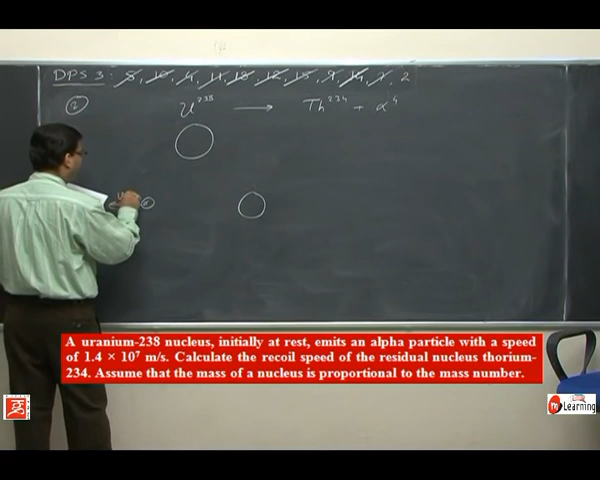 DPS 3: 8, 10, 4, 11, 13, 12, 15, 9, 14, 7, 2
2 U²³⁸ → Th²³⁴ + α⁴
A uranium-238 nucleus, initially at rest, emits an alpha particle with a speed
of 1.4 × 10⁷ m/s. Calculate the recoil speed of the residual nucleus thorium-
234. Assume that the mass of a nucleus is proportional to the mass number.
Learning